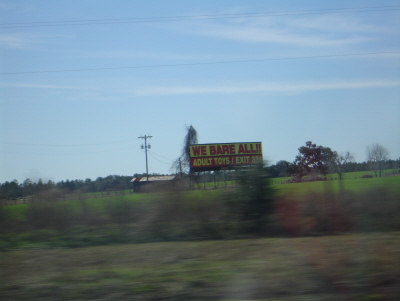 WE BARE ALL!
ADULT TOYS / EXIT